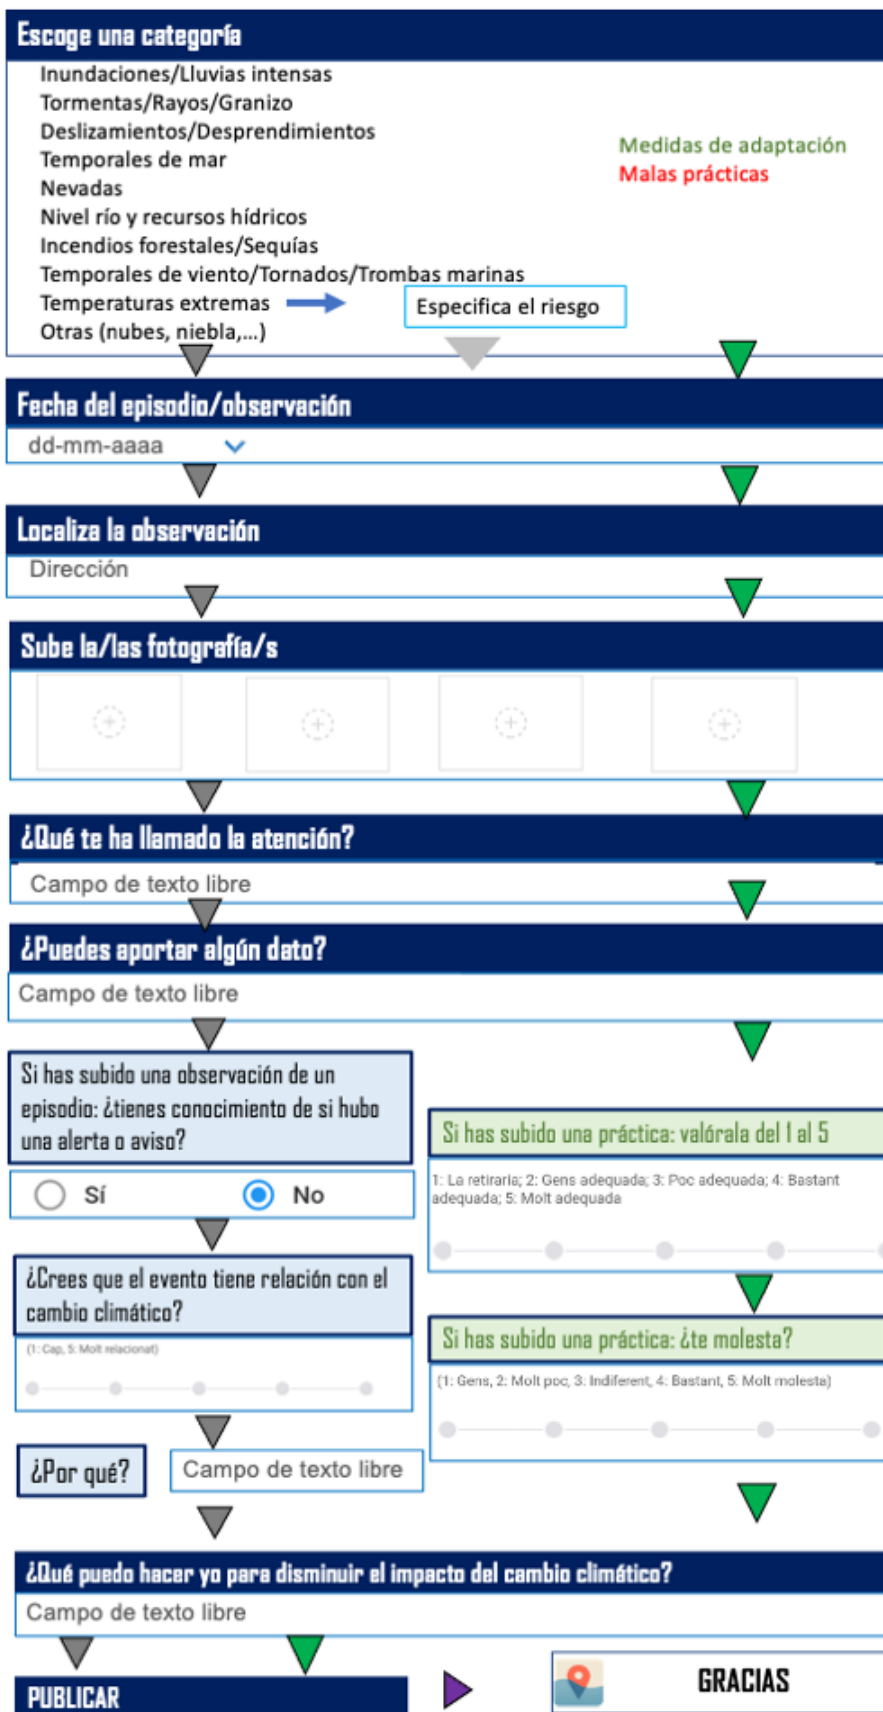 Escoge una categoría
Inundaciones/Lluvias intensas
Tormentas/Rayos/Granizo
Deslizamientos/Desprendimientos
Temporales de mar
Nevadas
Nivel río y recursos hídricos
Incendios forestales/Sequías
Temporales de viento/Tornados/Trombas marinas
Temperaturas extremas
Otras (nubes, niebla,...)
Especifica el riesgo
Medidas de adaptación
Malas prácticas
Fecha del episodio/observación
dd-mm-aaaa
Localiza la observación
Dirección
Sube la/las fotografía/s
¿Qué te ha llamado la atención?
Campo de texto libre
¿Puedes aportar algún dato?
Campo de texto libre
Si has subido una observación de un
episodio: ¿tienes conocimiento de si hubo
una alerta o aviso?
Sí
No
¿Crees que el evento tiene relación con el
cambio climático?
(1: Cap, 5: Molt relacionat)
¿Por qué?
Campo de texto libre
Si has subido una práctica: valórala del 1 al 5
1: La retiraria; 2: Gens adequada; 3: Poc adequada; 4: Bastant
adequada; 5: Molt adequada
Si has subido una práctica: ¿te molesta?
(1: Gens, 2: Molt poc, 3: Indiferent, 4: Bastant, 5: Molt molesta)
¿Qué puedo hacer yo para disminuir el impacto del cambio climático?
Campo de texto libre
PUBLICAR
GRACIAS